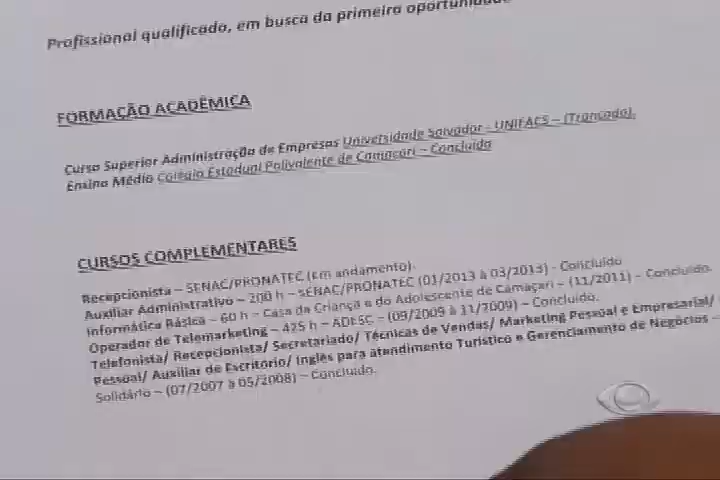 Profissional qualificado, em busca da primeira oportunidade
FORMAÇÃO ACADÊMICA
Curso Superior Administração de Empresas Universidade Salvador - UNIFACS – (Trancado).
Ensino Médio Colégio Estadual Polivalente de Camaçari – Concluído
CURSOS COMPLEMENTARES
Recepcionista – SENAC/PRONATEC (Em andamento).
Auxiliar Administrativo – 200 h – SENAC/PRONATEC (01/2013 à 03/2013) - Concluído
Informática Básica – 60 h – Casa da Criança e do Adolescente de Camaçari – (11/2011) – Concluído.
Operador de Telemarketing – 425 h – ADESC – (09/2009 à 11/2009) – Concluído.
Telefonista/ Recepcionista/ Secretariado/ Técnicas de Vendas/ Marketing Pessoal e Empresarial/
Pessoal/ Auxiliar de Escritório/ Inglês para atendimento Turístico e Gerenciamento de Negócios –
Solidário – (07/2007 à 05/2008) – Concluído.